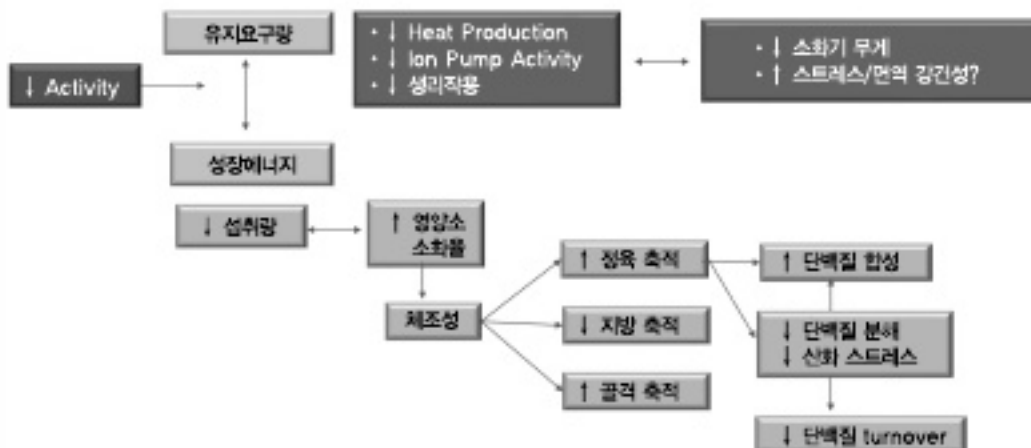 유지요구량
· ↓ Heat Production
· ↓ Ion Pump Activity
· ↓ 생리작용
· ↓ 소화기 무게
· ↑ 스트레스/면역 강건성?
↓ Activity
성장에너지
↓ 섭취량
↑ 영양소
소화율
↑ 정육 축적
↑ 단백질 합성
체조성
↓ 지방 축적
↓ 단백질 분해
↓ 산화 스트레스
↑ 골격 축적
↓ 단백질 turnover